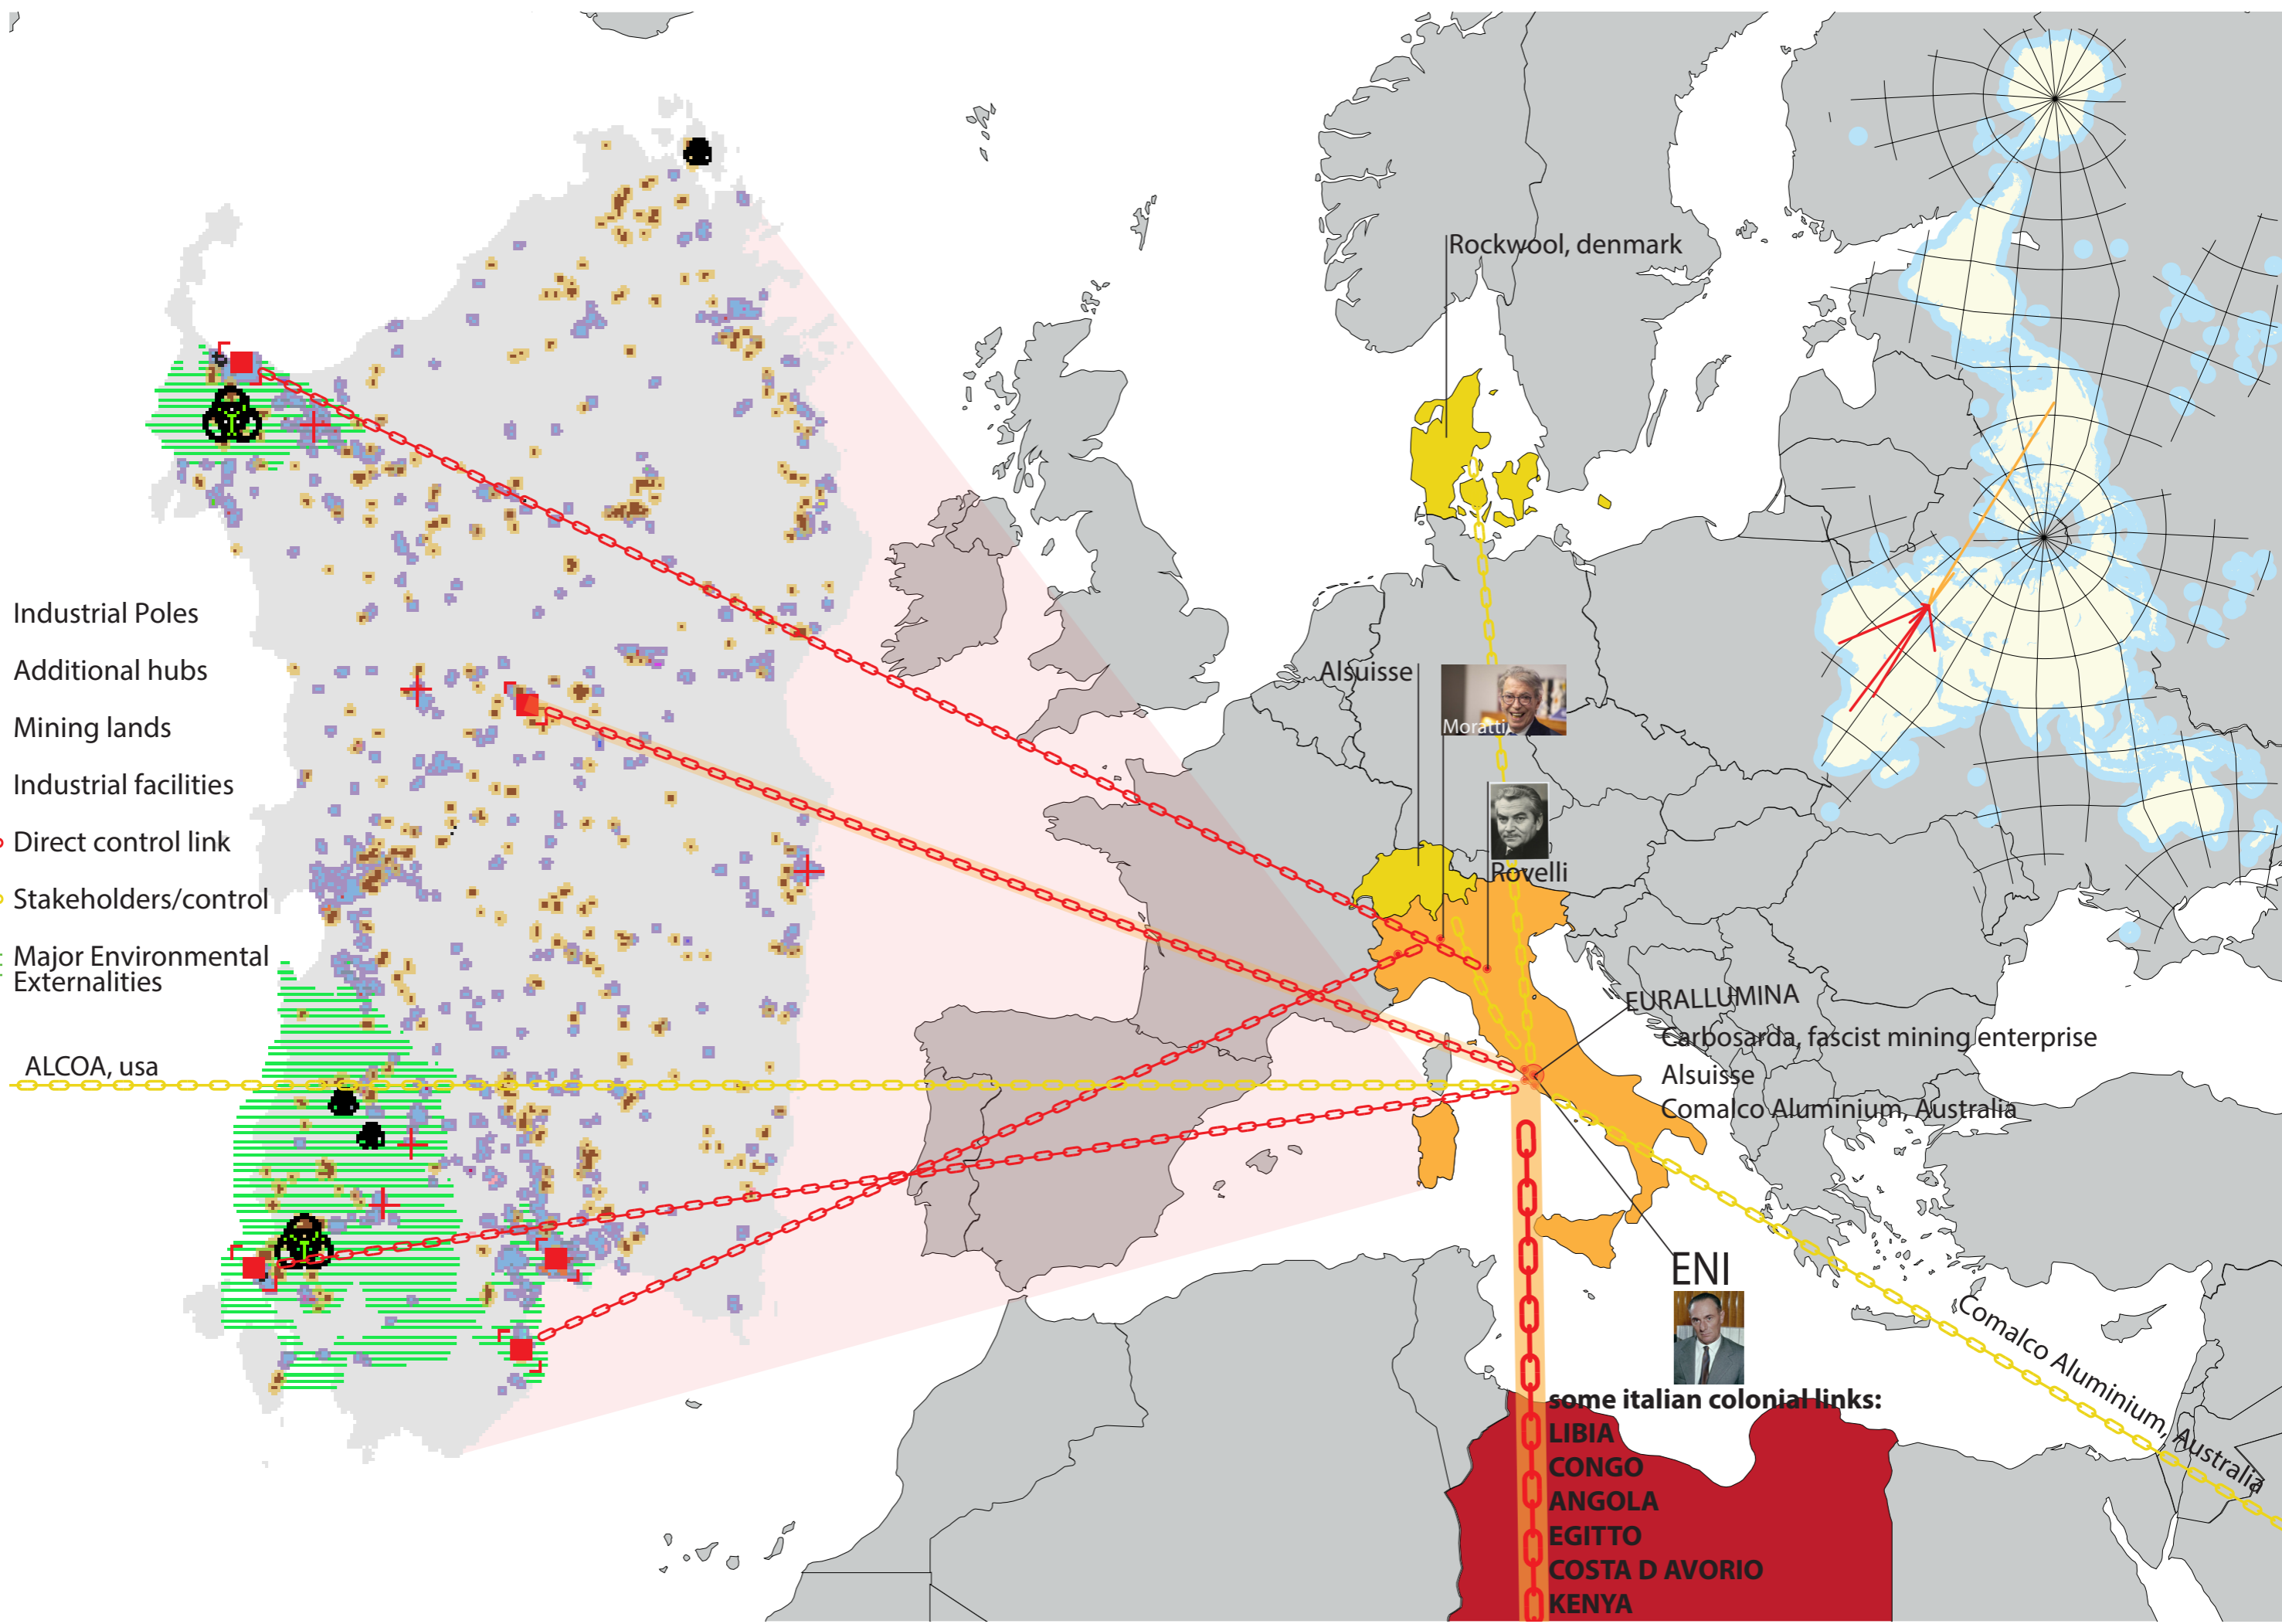 Rockwool, denmark
Industrial Poles
Additional hubs
Mining lands
Industrial facilities
Direct control link
Stakeholders/control
Major Environmental
Externalities
ALCOA, usa
Alsuisse
Moratti
Rovelli
EURALLUMINA
Carbosarda, fascist mining enterprise
Alsuisse
Comalco Aluminium, Australia
ENI
Comalco Aluminium, Australia
some italian colonial links:
LIBIA
CONGO
ANGOLA
EGITTO
COSTA D AVORIO
KENYA